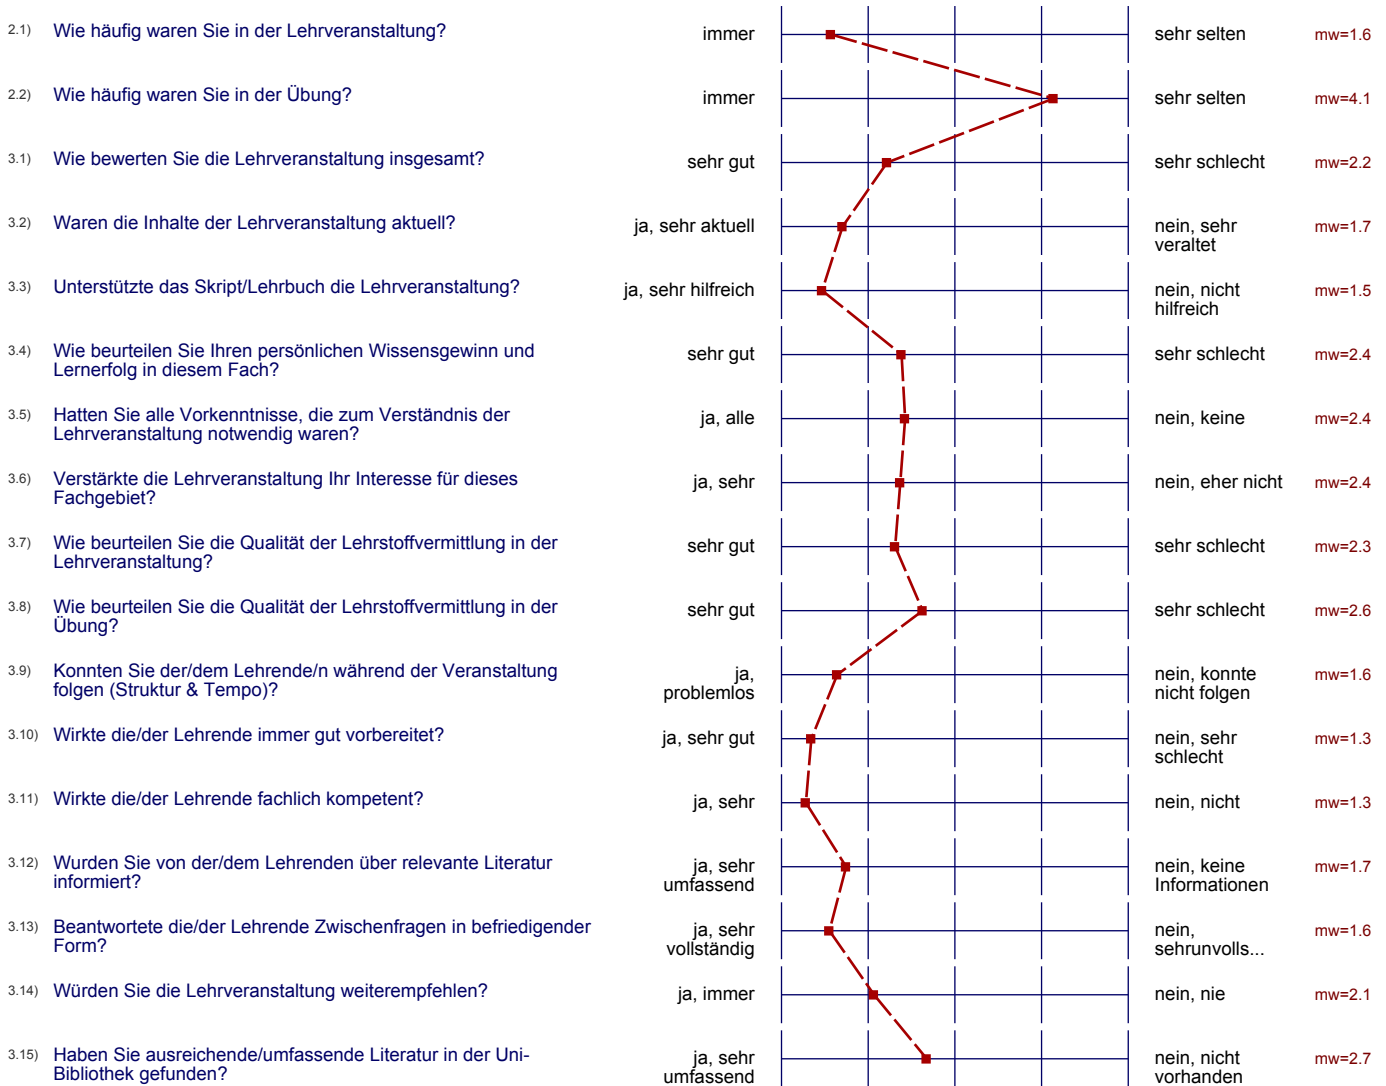 2.1) Wie häufig waren Sie in der Lehrveranstaltung? immer sehr selten mw=1.6
2.2) Wie häufig waren Sie in der Übung? immer sehr selten mw=4.1
3.1) Wie bewerten Sie die Lehrveranstaltung insgesamt? sehr gut sehr schlecht mw=2.2
3.2) Waren die Inhalte der Lehrveranstaltung aktuell? ja, sehr aktuell nein, sehr mw=1.7
veraltet
3.3) Unterstützte das Skript/Lehrbuch die Lehrveranstaltung? ja, sehr hilfreich nein, nicht mw=1.5
hilfreich
3.4) Wie beurteilen Sie Ihren persönlichen Wissensgewinn und sehr gut sehr schlecht mw=2.4
Lernerfolg in diesem Fach?
3.5) Hatten Sie alle Vorkenntnisse, die zum Verständnis der ja, alle nein, keine mw=2.4
Lehrveranstaltung notwendig waren?
3.6) Verstärkte die Lehrveranstaltung Ihr Interesse für dieses ja, sehr nein, eher nicht mw=2.4
Fachgebiet?
3.7) Wie beurteilen Sie die Qualität der Lehrstoffvermittlung in der sehr gut sehr schlecht mw=2.3
Lehrveranstaltung?
3.8) Wie beurteilen Sie die Qualität der Lehrstoffvermittlung in der sehr gut sehr schlecht mw=2.6
Übung?
3.9) Konnten Sie der/dem Lehrende/n während der Veranstaltung ja, nein, konnte mw=1.6
folgen (Struktur & Tempo)? problemlos nicht folgen
3.10) Wirkte die/der Lehrende immer gut vorbereitet? ja, sehr gut nein, sehr mw=1.3
schlecht
3.11) Wirkte die/der Lehrende fachlich kompetent? ja, sehr nein, nicht mw=1.3
3.12) Wurden Sie von der/dem Lehrenden über relevante Literatur ja, sehr nein, keine mw=1.7
informiert? umfassend Informationen
3.13) Beantwortete die/der Lehrende Zwischenfragen in befriedigender ja, sehr nein, mw=1.6
Form? vollständig sehrunvolls...
3.14) Würden Sie die Lehrveranstaltung weiterempfehlen? ja, immer nein, nie mw=2.1
3.15) Haben Sie ausreichende/umfassende Literatur in der Uni- ja, sehr nein, nicht mw=2.7
Bibliothek gefunden? umfassend vorhanden